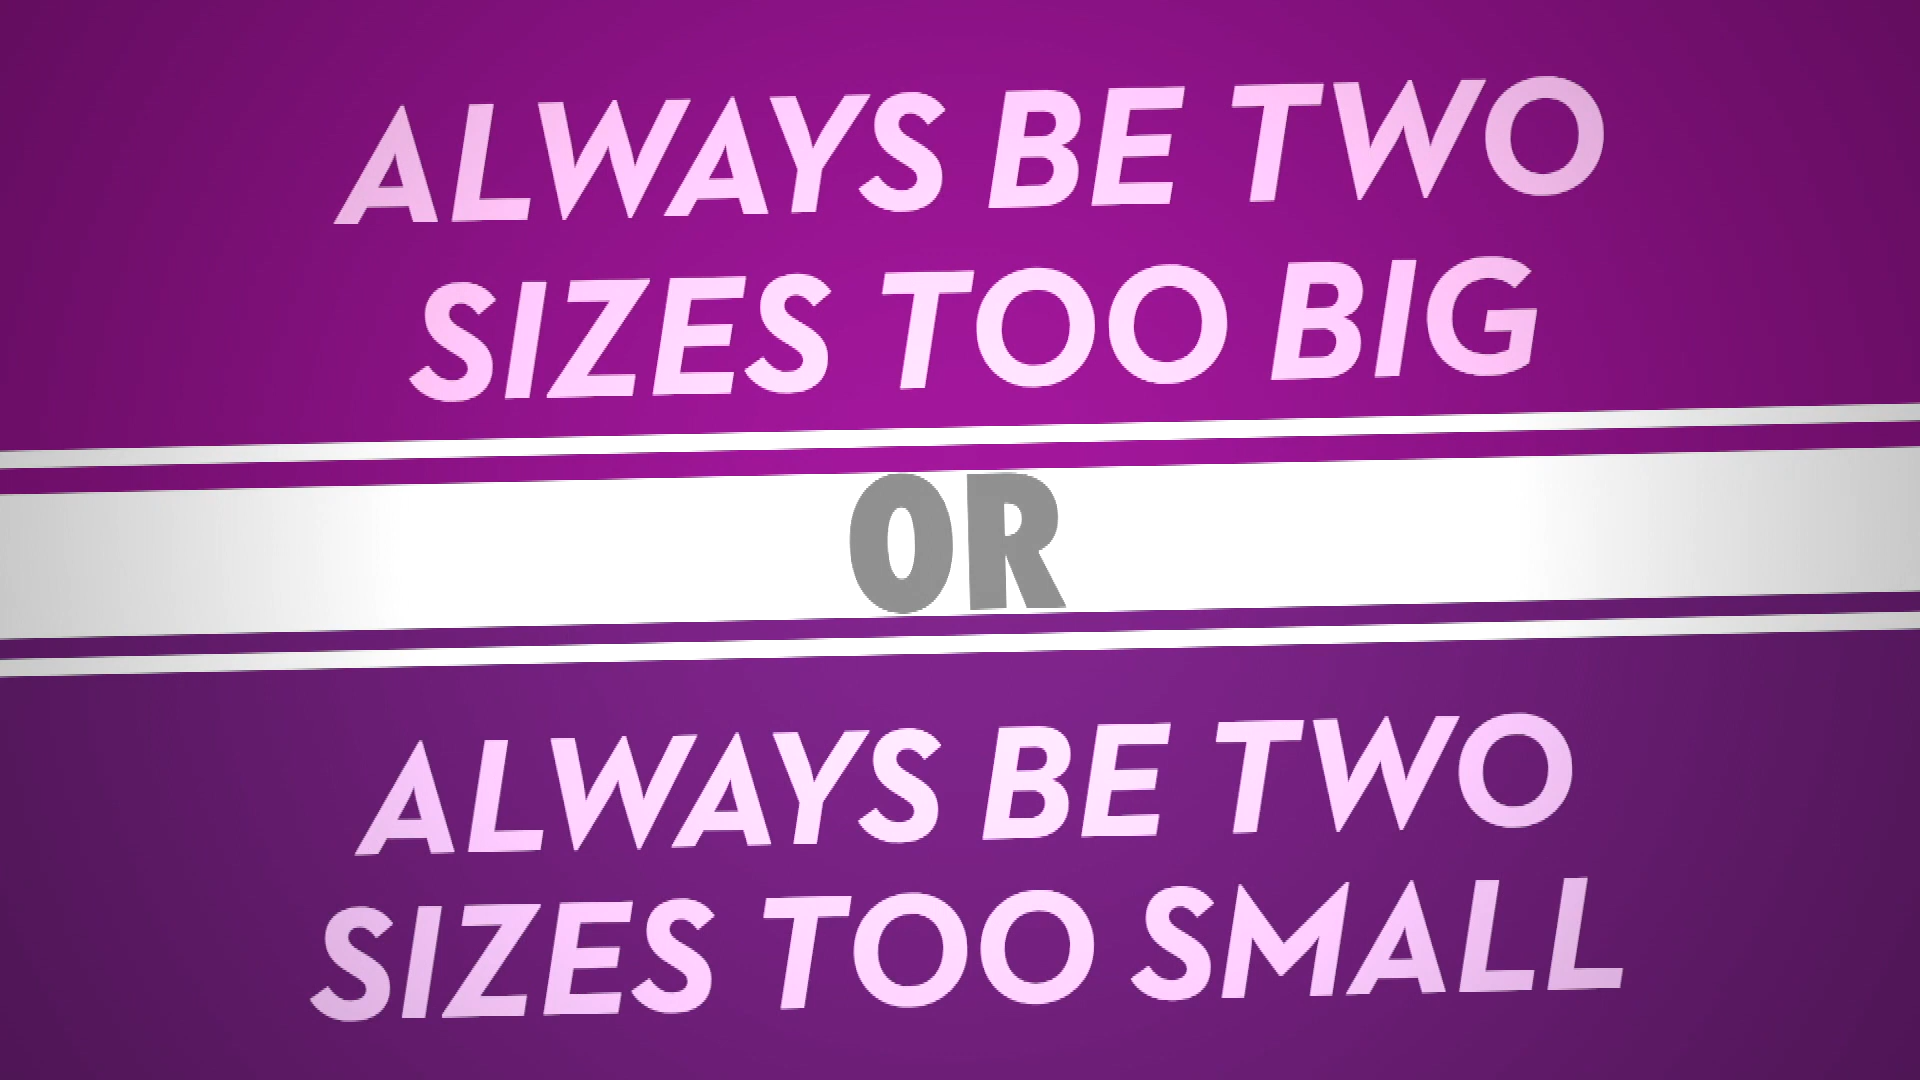 ALWAYS BE TWO
SIZES TOO BIG
OR
ALWAYS BE TWO
SIZES TOO SMALL